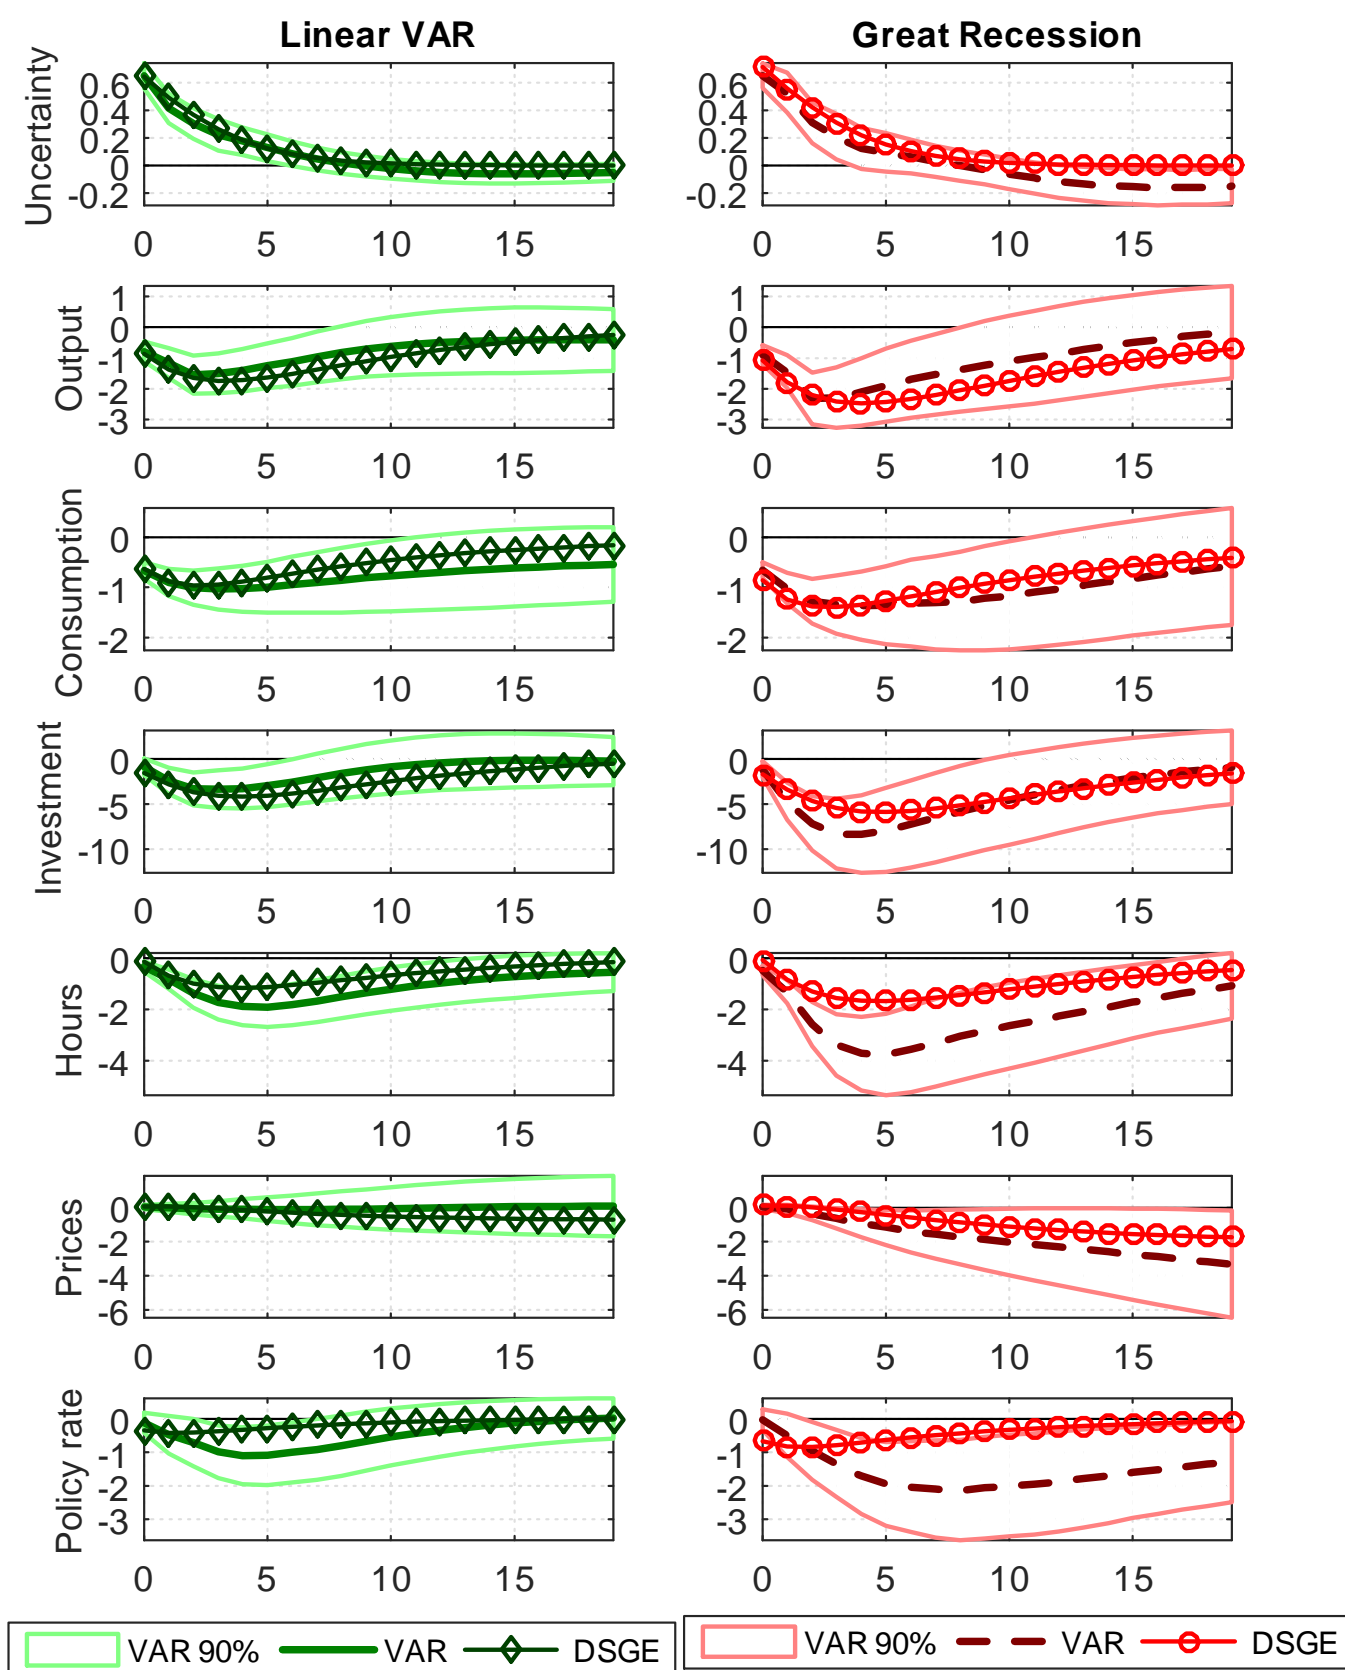 Linear VAR Great Recession
Uncertainty
0.6 0.4 0.2 0 -0.2
0 5 10 15
0.6 0.4 0.2 0 -0.2
0 5 10 15
Output
1 0 -1 -2 -3
0 5 10 15
1 0 -1 -2 -3
0 5 10 15
Consumption
0 -1 -2
0 5 10 15
0 -1 -2
0 5 10 15
Investment
0 -5 -10
0 5 10 15
0 -5 -10
0 5 10 15
Hours
0 -2 -4
0 5 10 15
0 -2 -4
0 5 10 15
Prices
0 -2 -4 -6
0 5 10 15
0 -2 -4 -6
0 5 10 15
Policy rate
0 -1 -2 -3
0 5 10 15
0 -1 -2 -3
0 5 10 15
VAR 90% VAR DSGE
VAR 90% VAR DSGE